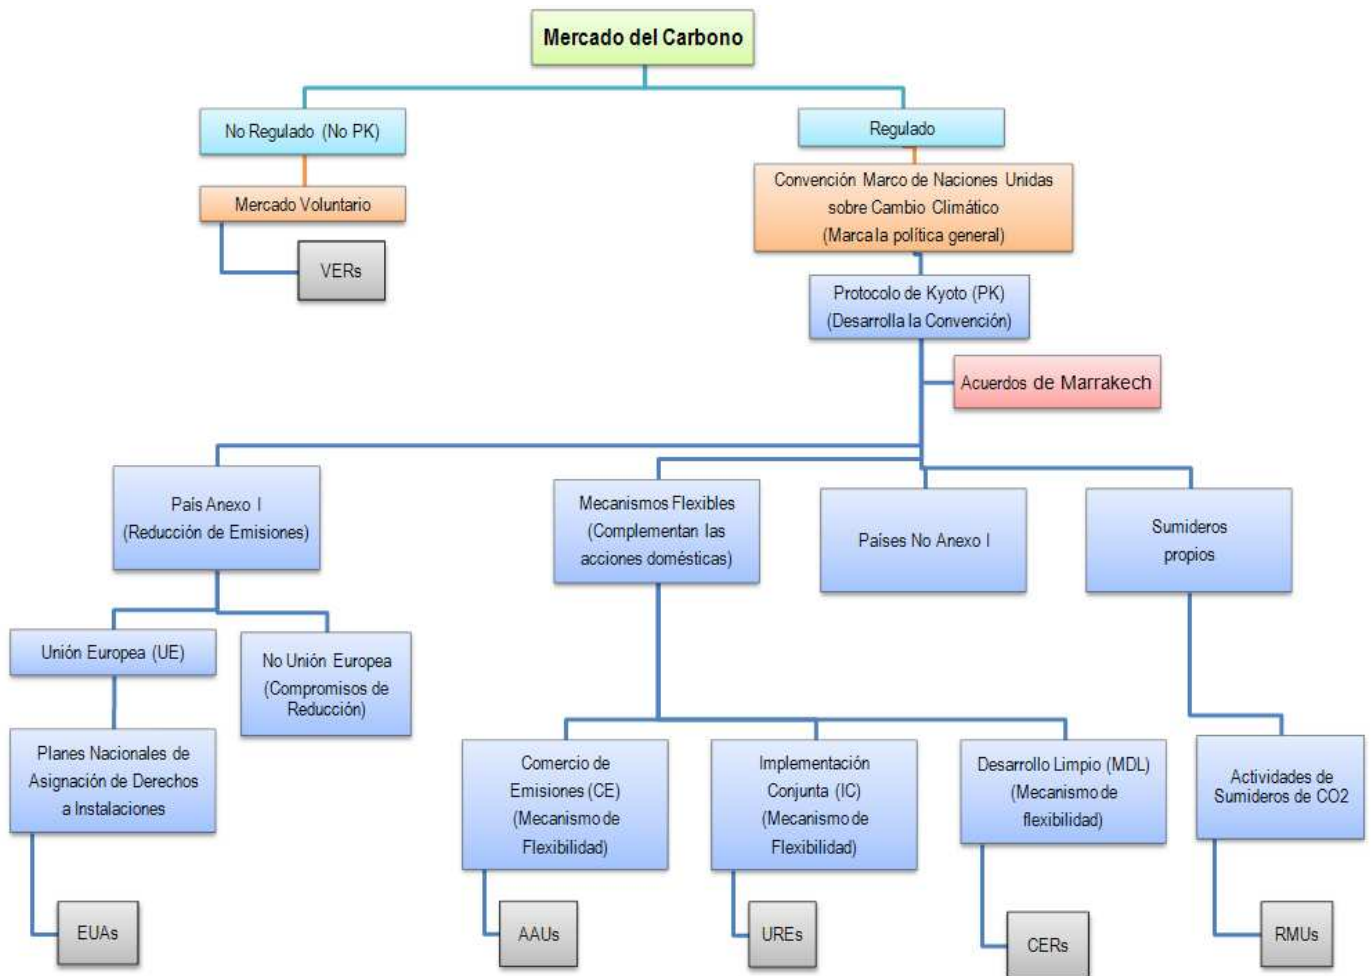 Mercado del Carbono
No Regulado (No PK)
Regulado
Mercado Voluntario
Convención Marco de Naciones Unidas
sobre Cambio Climático
(Marca la política general)
VERs
Protocolo de Kyoto (PK)
(Desarrolla la Convención)
Acuerdos de Marrakech
País Anexo I
(Reducción de Emisiones)
Mecanismos Flexibles
(Complementan las
acciones domésticas)
Países No Anexo I
Sumideros
propios
Unión Europea (UE)
No Unión Europea
(Compromisos de
Reducción)
Planes Nacionales de
Asignación de Derechos
a Instalaciones
Comercio de
Emisiones (CE)
(Mecanismo de
Flexibilidad)
Implementación
Conjunta (IC)
(Mecanismo de
Flexibilidad)
Desarrollo Limpio (MDL)
(Mecanismo de
flexibilidad)
Actividades de
Sumideros de CO2
EUAs
AAUs
UREs
CERs
RMUs